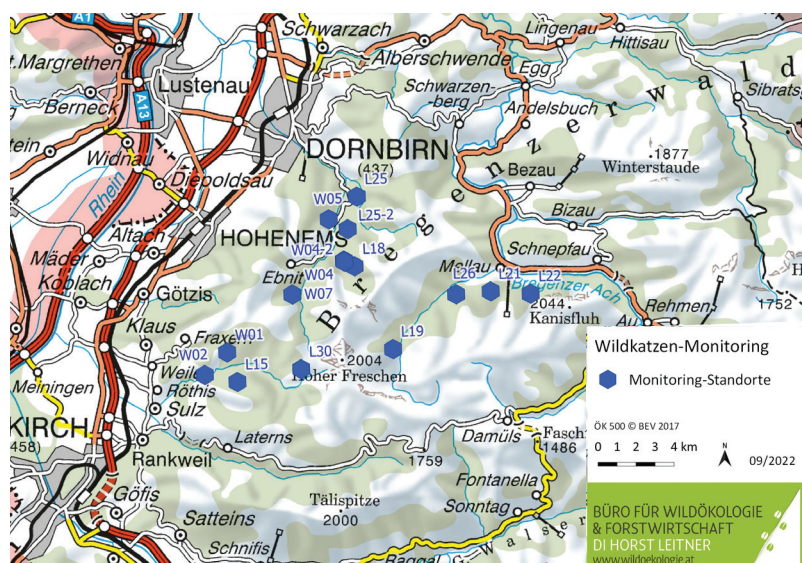 A1
Schwarzach
Lingenau
Hittisau
t. Margrethen
Alberschwende
Egg
Lustenau
Schwarzen-
berg
Sibrats
Berneck
A13
Andelsbuch
DORNBIRN
(437)
Widnau
Bregenzerwald
1877
Winterstaude
Rhein
Diepoldsau
L25
Bezau
W05
L25-2
Bizau
HOHENEMS
Altach
W04-2
L18
Schnepfau
Mäder
Ebnit
W04
Mellau
L26
L21
L22
Bregenzer Ach
H
Koblach
Götzis
W07
2044
Kanisfluh
1752
Rehmen
Au
Klaus
Fraxern
W01
L19
W02
Weiler
L15
L30
2004
Hoher Freschen
Meiningen
Röthis
Sulz
KIRCH
458)
Laterns
Damüls
Fasch
1486
Rankweil
1759
Fontanella
Göfis
Tälispitze
2000
Sonntag
Satteins
Schnifis
Raggal
G. Walser
Wildkatzen-Monitoring
Monitoring-Standorte
ÖK 500 © BEV 2017
0 1 2 3 4 km
N
09/2022
BÜRO FÜR WILDÖKOLOGIE
& FORSTWIRTSCHAFT
DI HORST LEITNER
www.wildoekologie.at